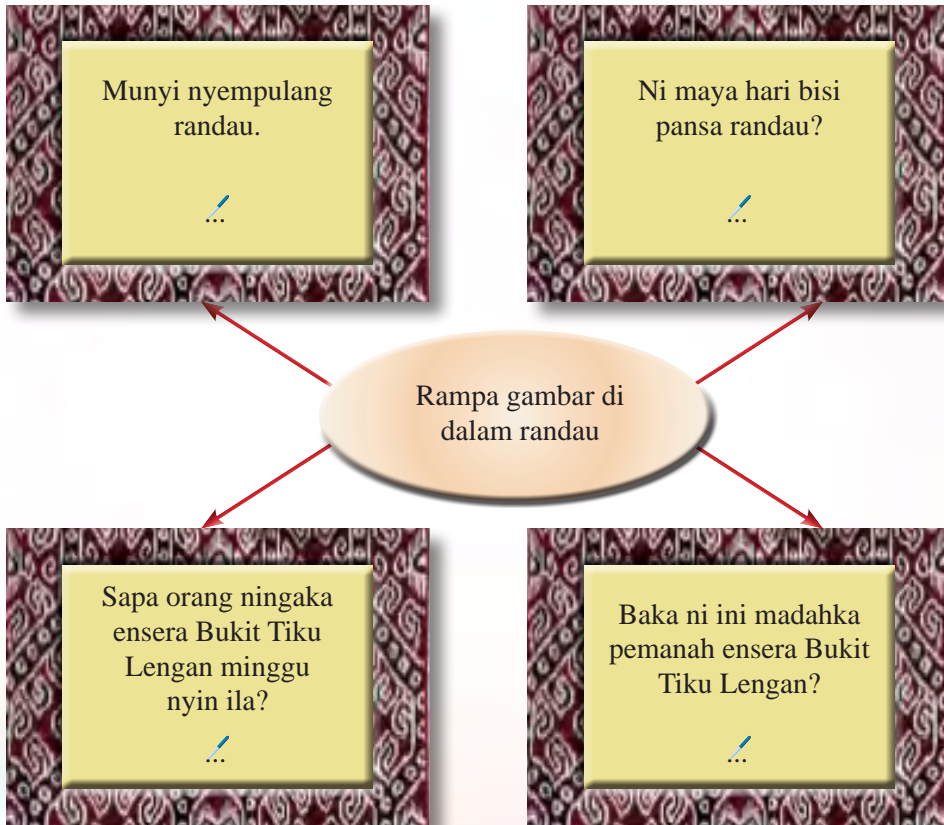 Munyi nyempulang
randau.
...
Ni maya hari bisi
pansa randau?
...
Rampa gambar di
dalam randau
Sapa orang ningaka
ensera Bukit Tiku
Lengan minggu
nyin ila?
...
Baka ni ini madahka
pemanah ensera Bukit
Tiku Lengan?
...